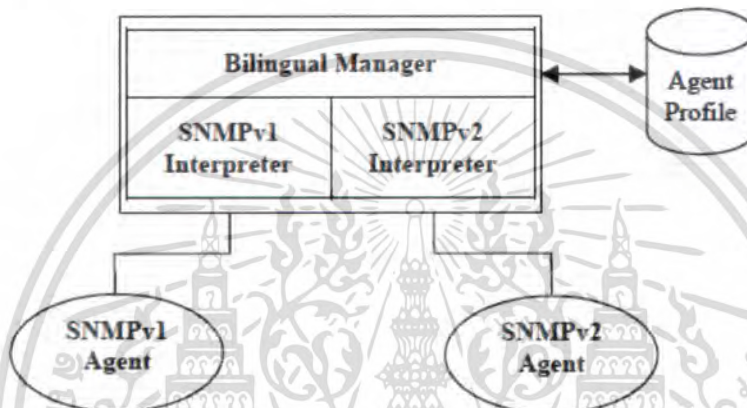 Bilingual Manager
Agent
Profile
SNMPv1
Interpreter
SNMPv2
Interpreter
SNMPv1
Agent
SNMPv2
Agent